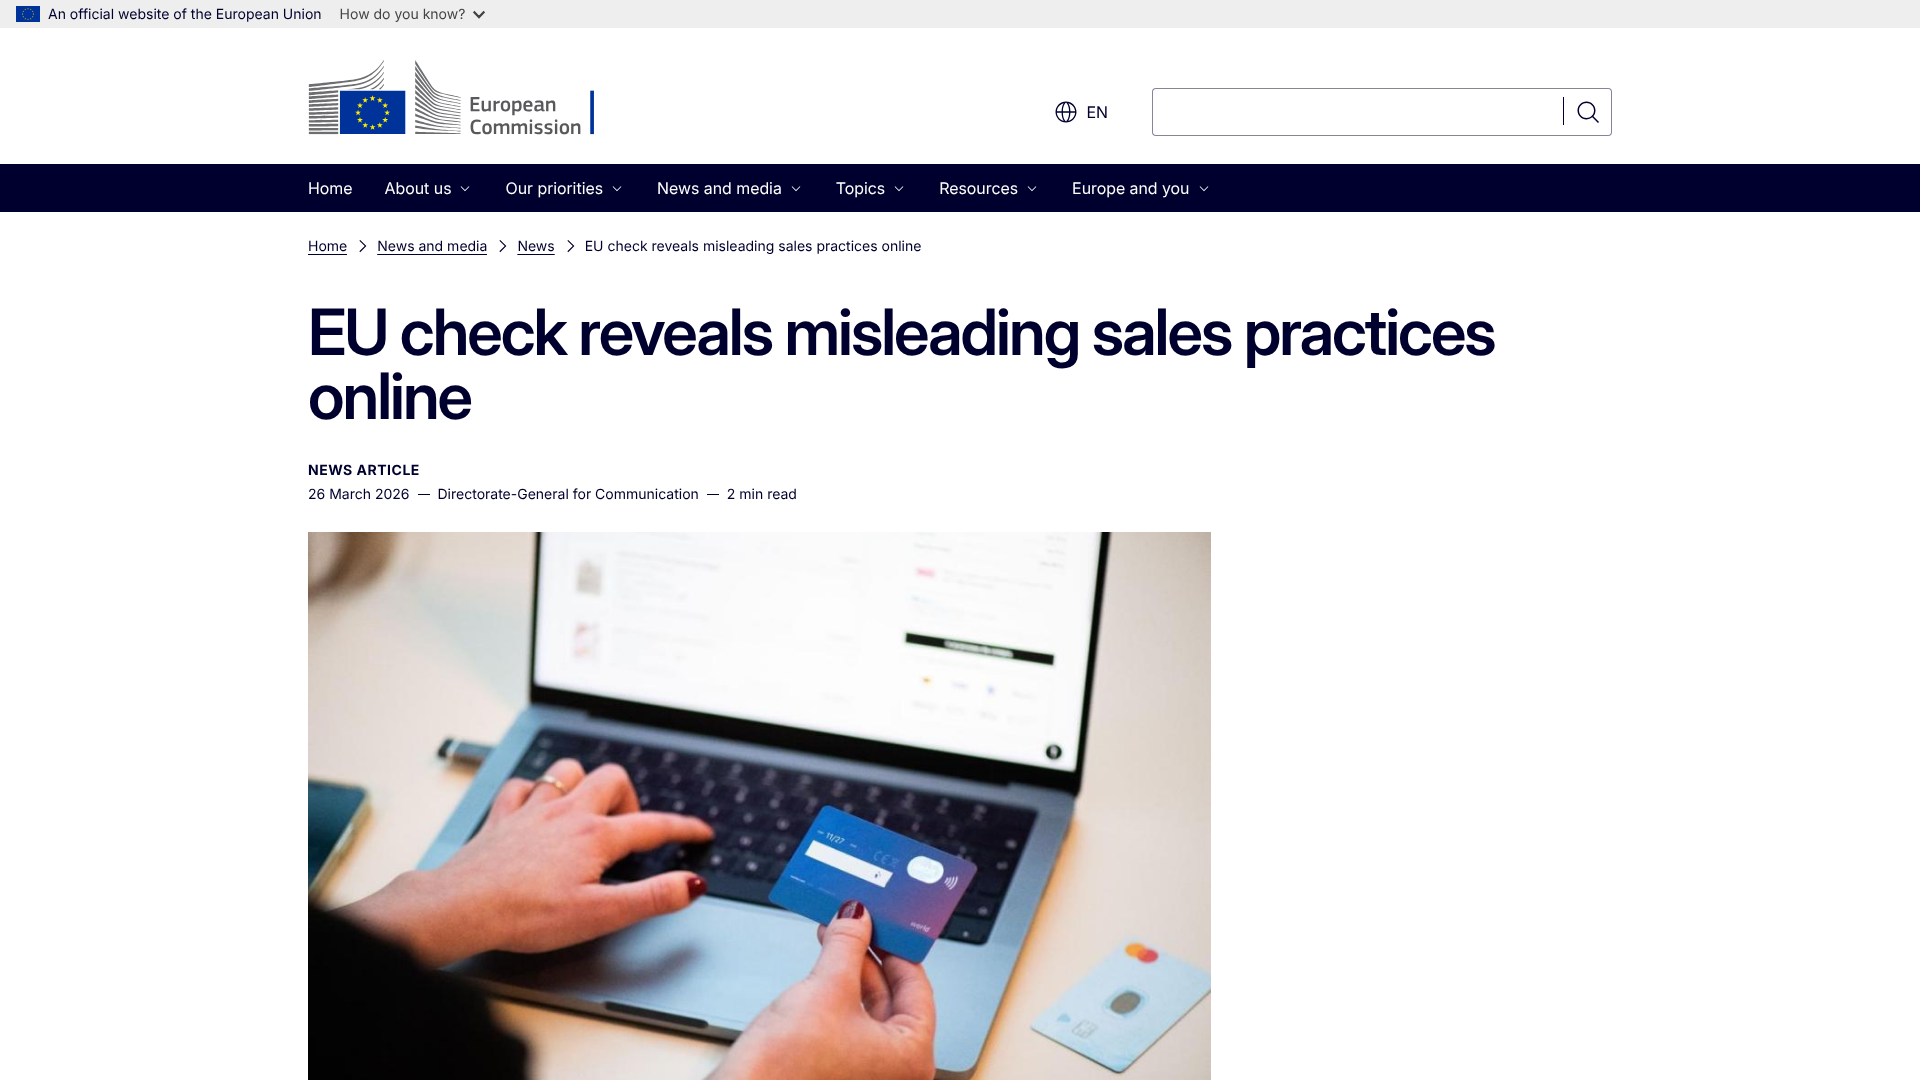 An official website of the European Union How do you know?
European
Commission
EN
Home About us Our priorities News and media Topics Resources Europe and you
Home News and media News EU check reveals misleading sales practices online
EU check reveals misleading sales practices
online
NEWS ARTICLE
26 March 2026 — Directorate-General for Communication — 2 min read
11/27
world